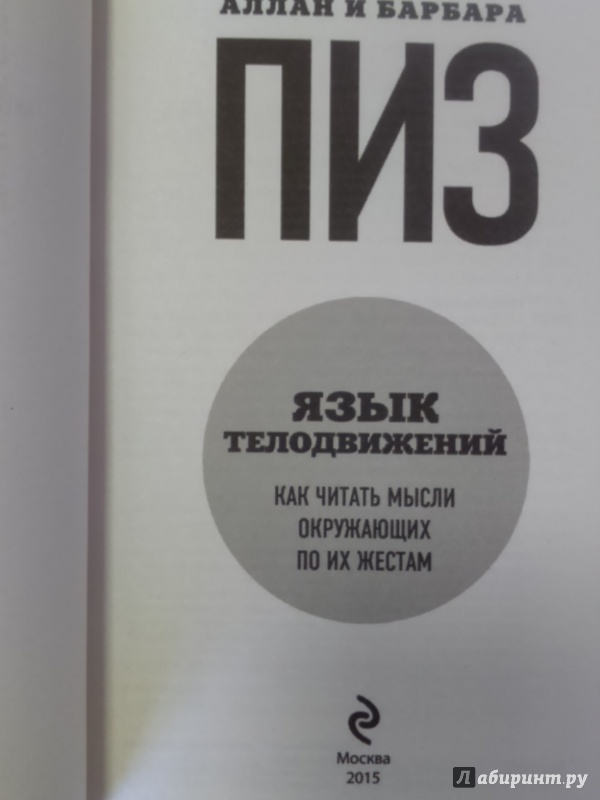 АЛЛАН И БАРБАРА
ПИЗ
ЯЗЫК
ТЕЛОДВИЖЕНИЙ
КАК ЧИТАТЬ МЫСЛИ
ОКРУЖАЮЩИХ
ПО ИХ ЖЕСТАМ
Москва
2015
Лабиринт.ру